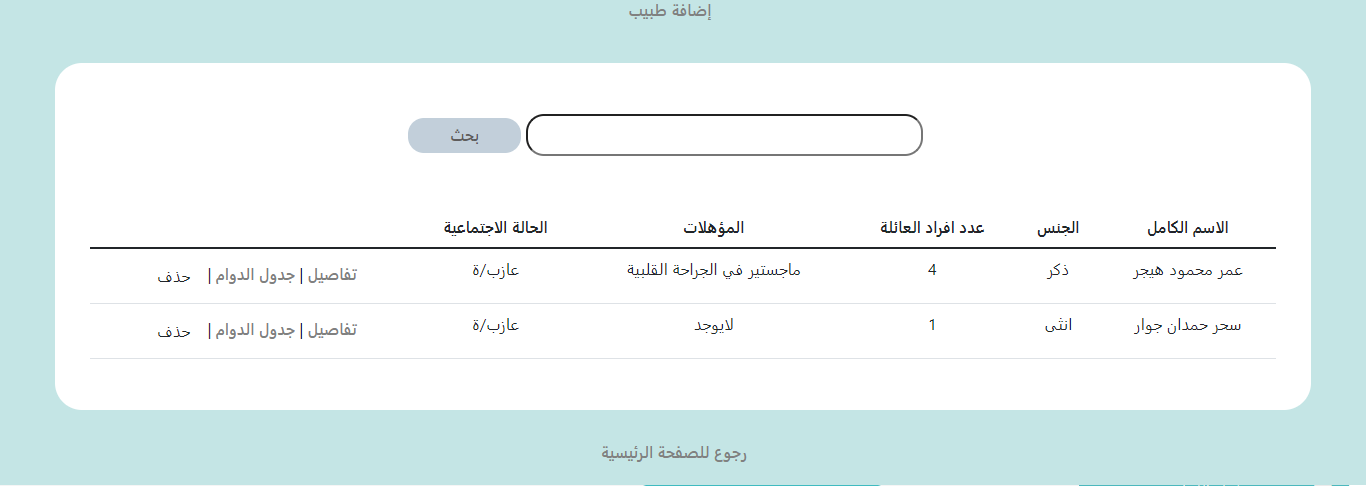 إضافة طبيب
بحث
الاسم الكامل الجنس عدد افراد العائلة المؤهلات الحالة الاجتماعية
عمر محمود هيجر ذكر 4 ماجستير في الجراحة القلبية عازب/ة تفاصيل | جدول الدوام | حذف
سحر حمدان جوار انثى 1 لايوجد عازب/ة تفاصيل | جدول الدوام | حذف
رجوع للصفحة الرئيسية